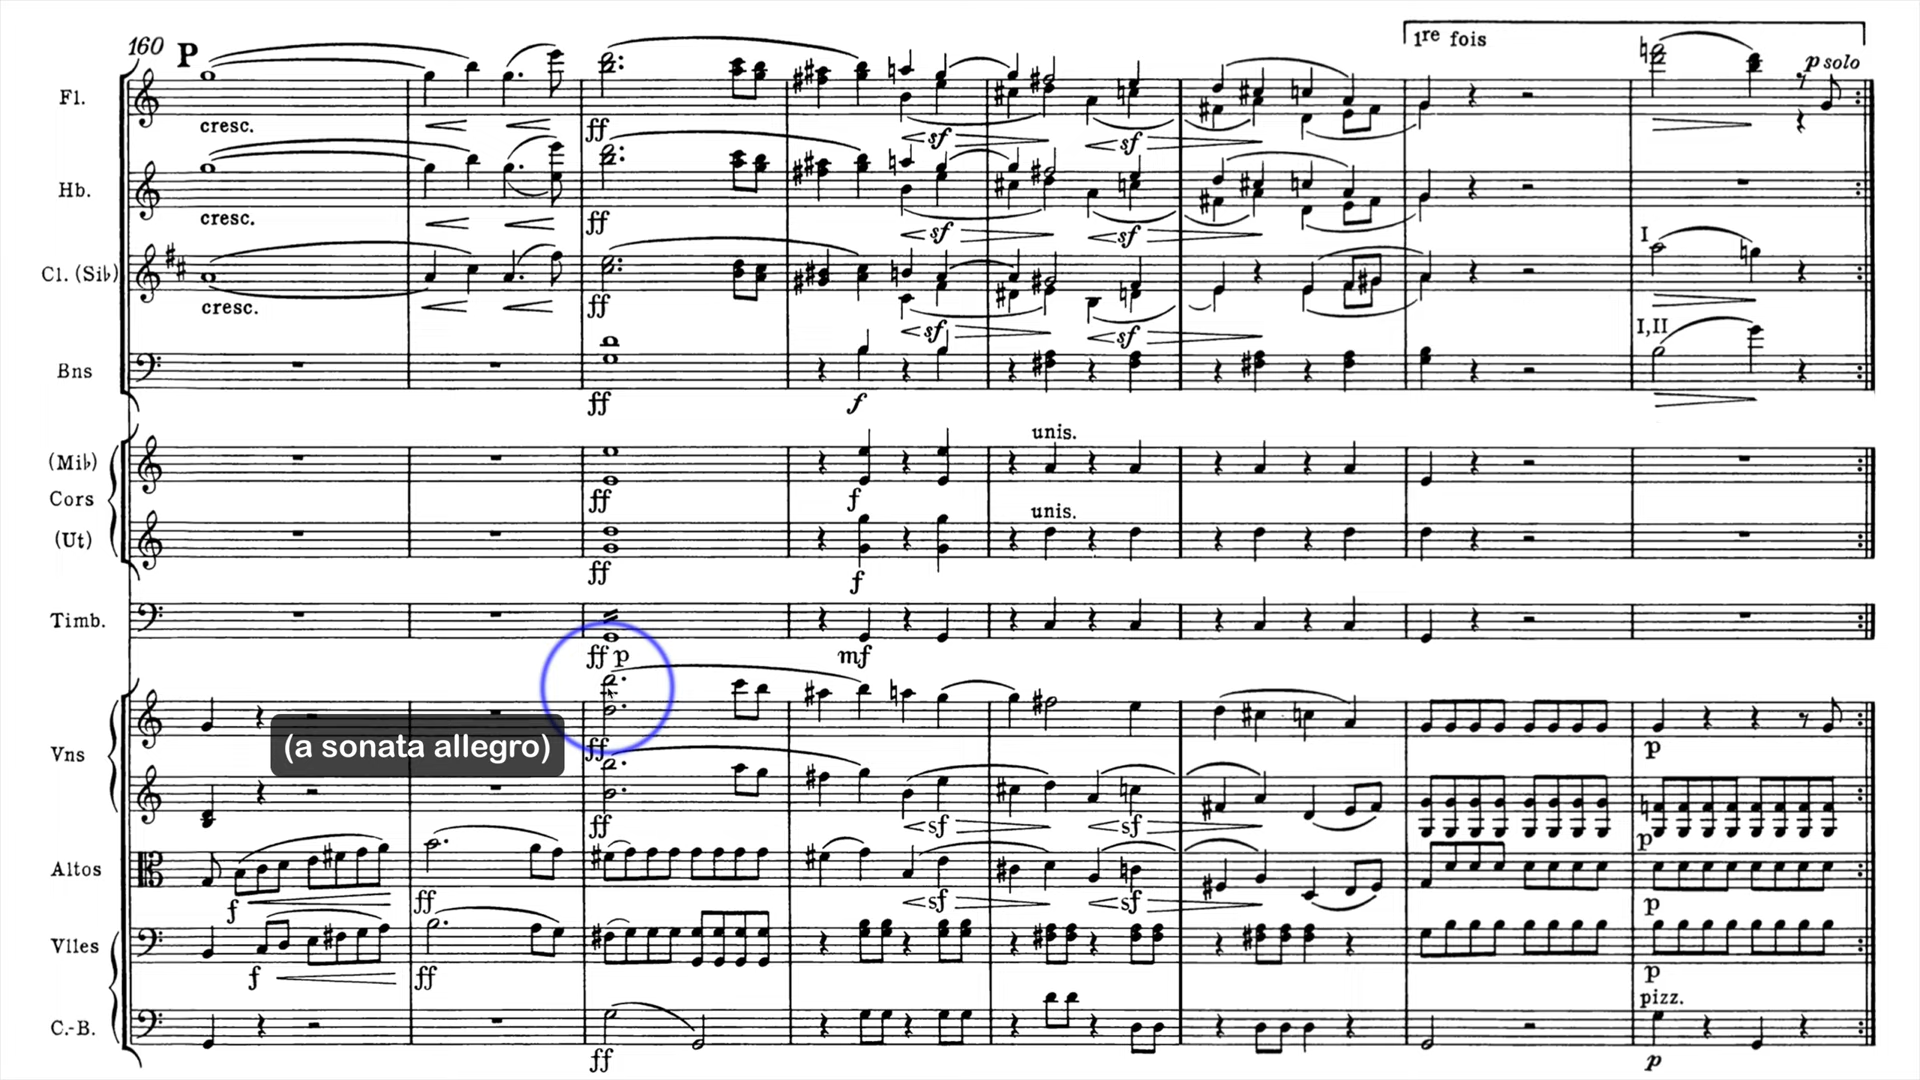 160 P
1re fois
p solo
Fl.
cresc.
ff
sf
sf
Hb.
cresc.
ff
sf
sf
I
Cl. (Si♭)
cresc.
ff
sf
sf
I, II
Bns
ff
f
unis.
(Mi♭)
Cors
ff
f
unis.
(Ut)
ff
f
Timb.
ff p
mf
Vns
(a sonata allegro)
ff
p
ff
sf
sf
p
Altos
f
ff
sf
sf
p
Vlles
f
ff
p
pizz.
C.-B.
ff
p